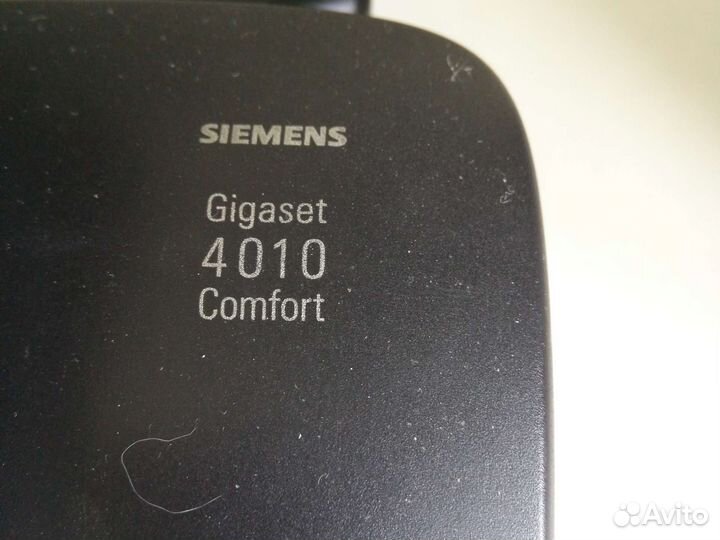 SIEMENS
Gigaset
4010
Comfort
Avito